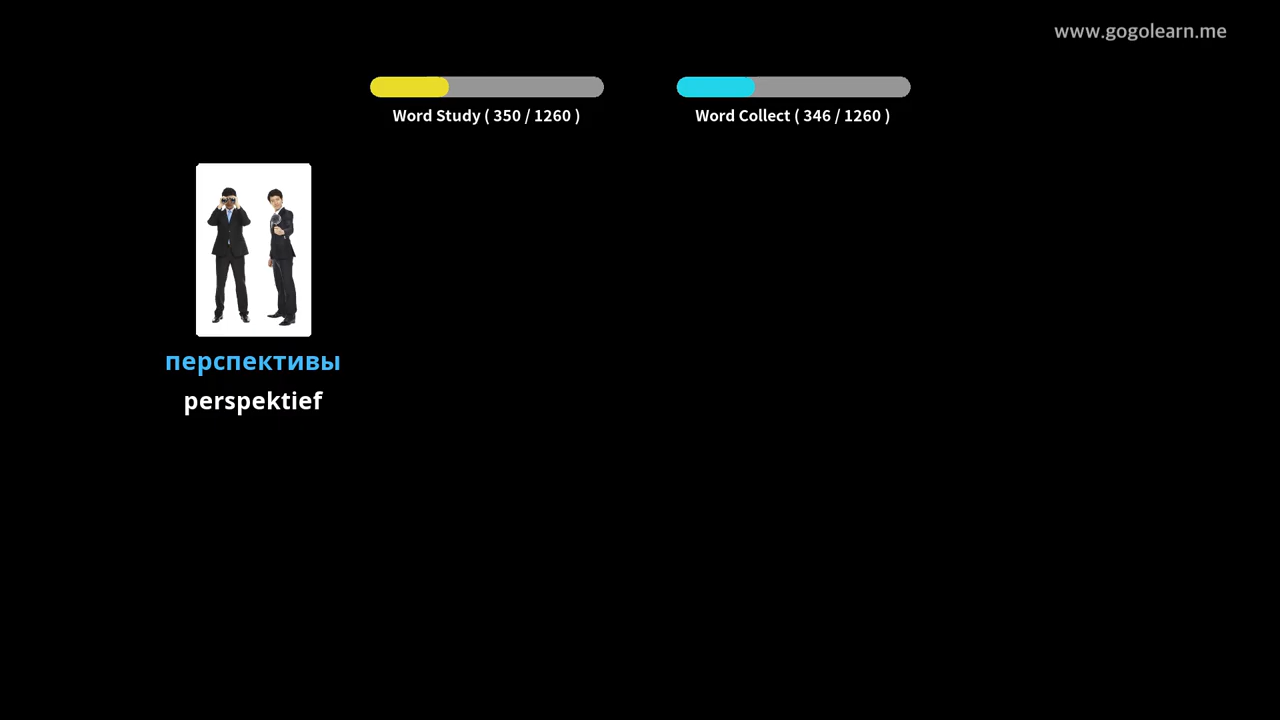 www.gogolearn.me
Word Study ( 350 / 1260 )
Word Collect ( 346 / 1260 )
перспективы
perspektief